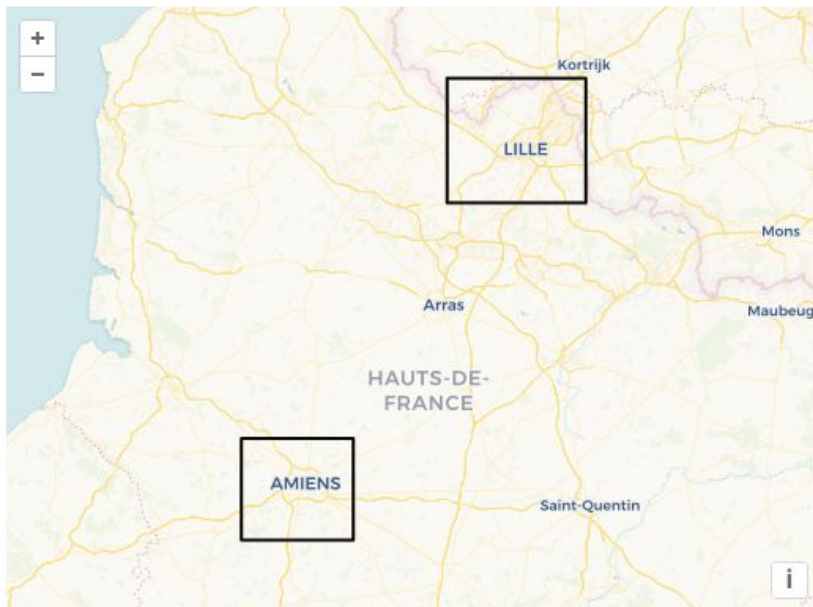 +
−
Kortrijk
LILLE
Mons
Arras
Maubeug
HAUTS-DE-
FRANCE
AMIENS
Saint-Quentin
i